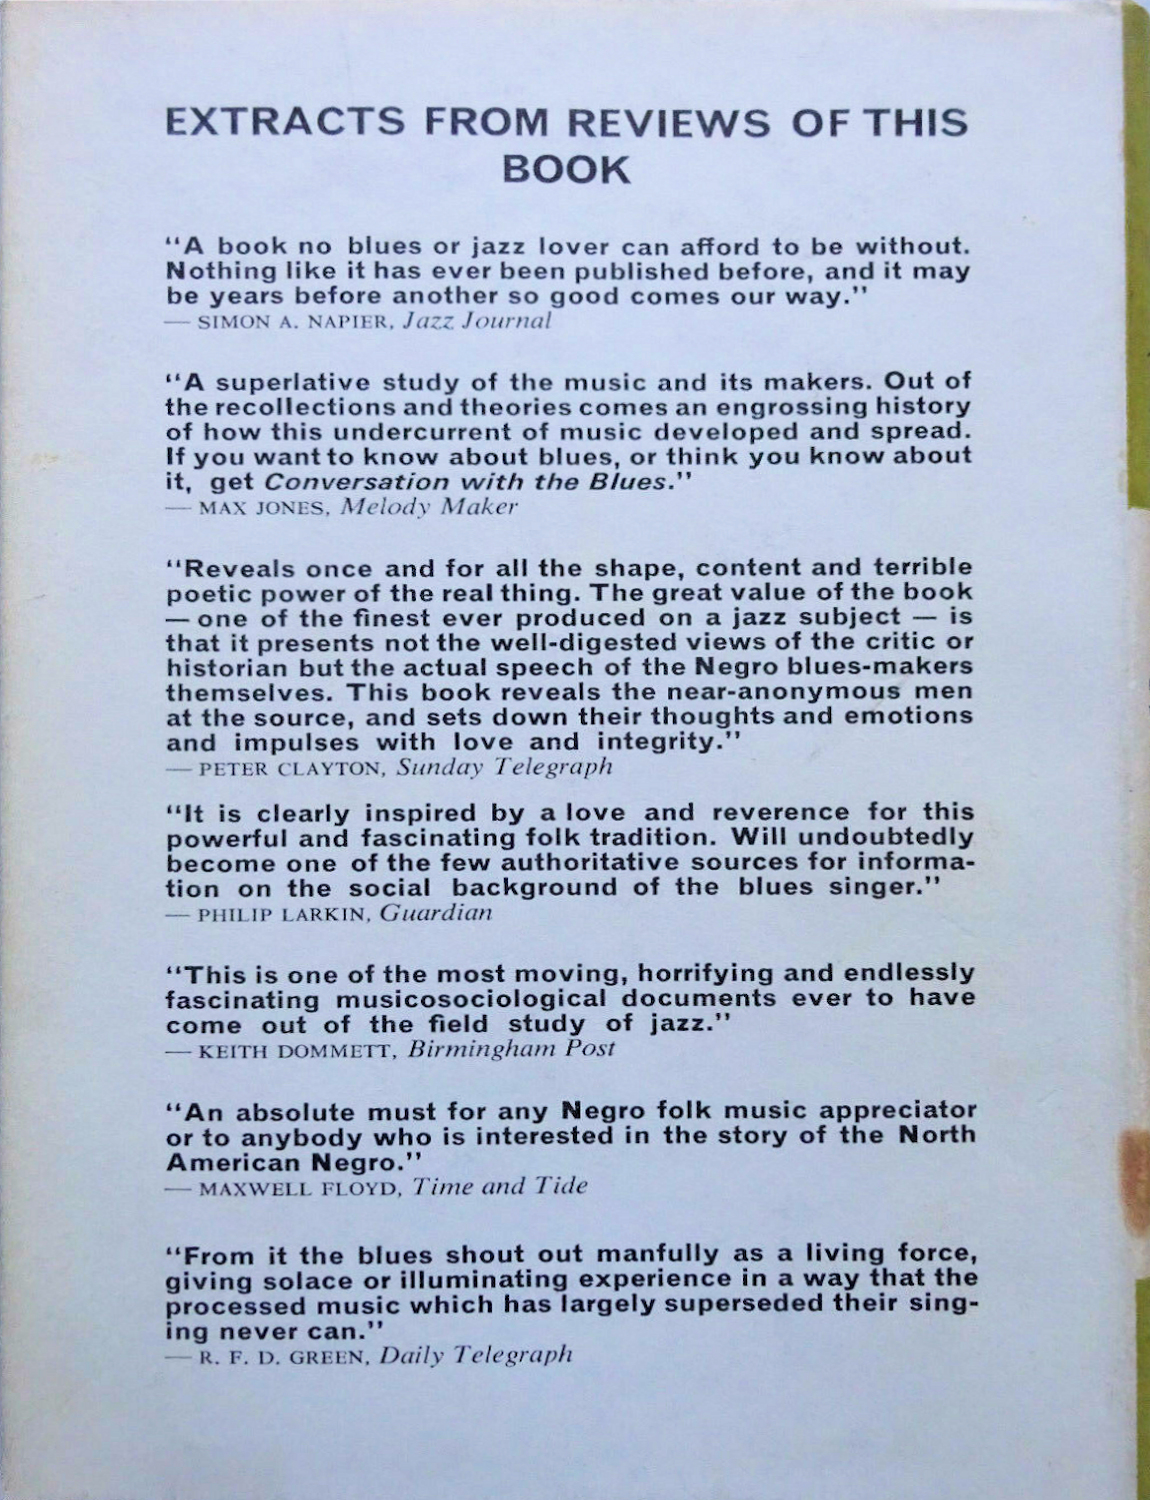 EXTRACTS FROM REVIEWS OF THIS
BOOK
“A book no blues or jazz lover can afford to be without.
Nothing like it has ever been published before, and it may
be years before another so good comes our way.”
— SIMON A. NAPIER, Jazz Journal
“A superlative study of the music and its makers. Out of
the recollections and theories comes an engrossing history
of how this undercurrent of music developed and spread.
If you want to know about blues, or think you know about
it, get Conversation with the Blues.”
— MAX JONES, Melody Maker
“Reveals once and for all the shape, content and terrible
poetic power of the real thing. The great value of the book
— one of the finest ever produced on a jazz subject — is
that it presents not the well-digested views of the critic or
historian but the actual speech of the Negro blues-makers
themselves. This book reveals the near-anonymous men
at the source, and sets down their thoughts and emotions
and impulses with love and integrity.”
— PETER CLAYTON, Sunday Telegraph
“It is clearly inspired by a love and reverence for this
powerful and fascinating folk tradition. Will undoubtedly
become one of the few authoritative sources for informa-
tion on the social background of the blues singer.”
— PHILIP LARKIN, Guardian
“This is one of the most moving, horrifying and endlessly
fascinating musicosociological documents ever to have
come out of the field study of jazz.”
— KEITH DOMMETT, Birmingham Post
“An absolute must for any Negro folk music appreciator
or to anybody who is interested in the story of the North
American Negro.”
— MAXWELL FLOYD, Time and Tide
“From it the blues shout out manfully as a living force,
giving solace or illuminating experience in a way that the
processed music which has largely superseded their sing-
ing never can.”
— R. F. D. GREEN, Daily Telegraph